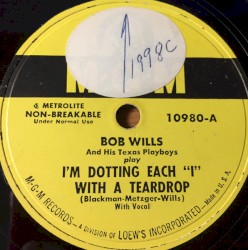 1998C
M-G-M
METROLITE
NON-BREAKABLE
Under Normal Use
10980-A
BOB WILLS
And His Texas Playboys
play
I'M DOTTING EACH "I"
WITH A TEARDROP
(Blackman-Metzger-Wills)
With Vocal
M-G-M RECORDS — A DIVISION OF LOEW'S INCORPORATED — MADE IN U.S.A.